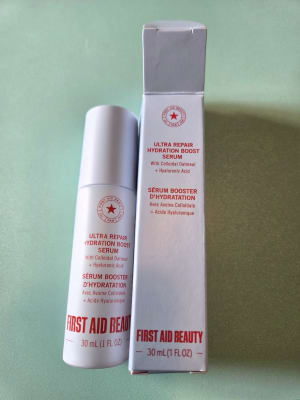 ULTRA REPAIR
HYDRATION BOOST
SERUM
With Colloidal Oatmeal
+ Hyaluronic Acid
SÉRUM BOOSTER
D'HYDRATATION
Avec Avoine Colloïdale
+ Acide Hyaluronique
FIRST AID BEAUTY
30 mL (1 FL OZ)
ULTRA REPAIR
HYDRATION BOOST
SERUM
With Colloidal Oatmeal
+ Hyaluronic Acid
SÉRUM BOOSTER
D'HYDRATATION
Avec Avoine Colloïdale
+ Acide Hyaluronique
FIRST AID BEAUTY
30 mL (1 FL OZ)